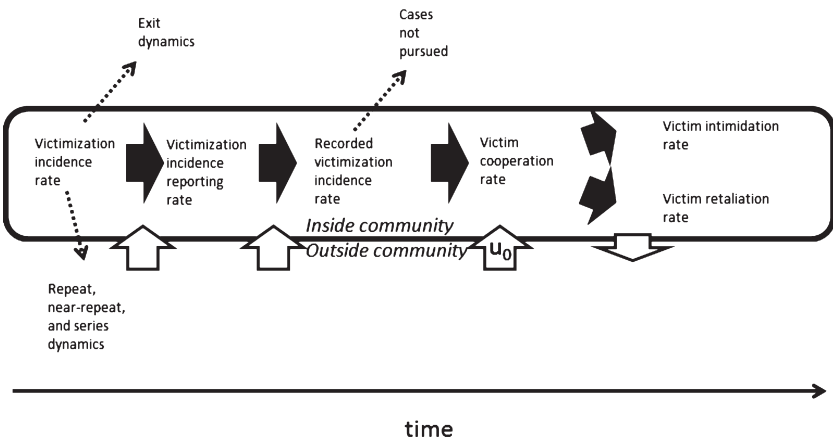 Exit
dynamics
Cases
not
pursued
Victimization
incidence
rate
Victimization
incidence
reporting
rate
Recorded
victimization
incidence
rate
Victim
cooperation
rate
Victim intimidation
rate
Victim retaliation
rate
Inside community
Outside community
u0
Repeat,
near-repeat,
and series
dynamics
time